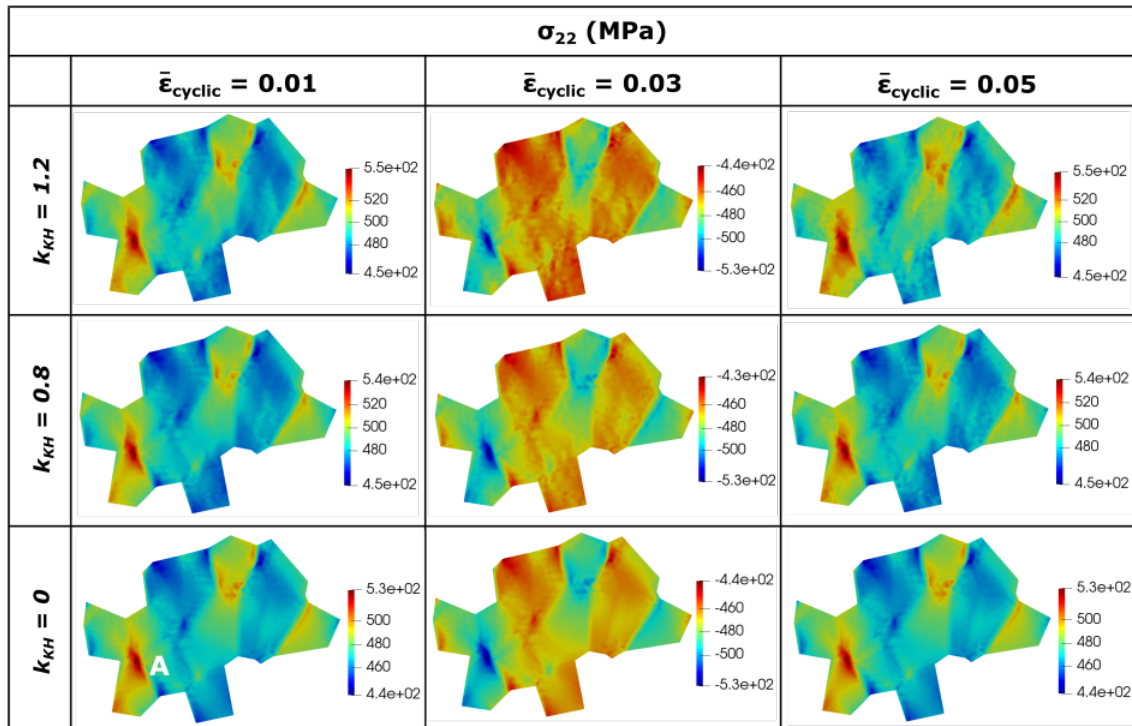 σ₂₂ (MPa)
ε̄cyclic = 0.01
ε̄cyclic = 0.03
ε̄cyclic = 0.05
kKH = 1.2
5.5e+02
520
500
480
4.5e+02
-4.4e+02
-460
-480
-500
-5.3e+02
5.5e+02
520
500
480
4.5e+02
kKH = 0.8
5.4e+02
520
500
480
4.5e+02
-4.3e+02
-460
-480
-500
-5.3e+02
5.4e+02
520
500
480
4.5e+02
kKH = 0
A
5.3e+02
500
480
460
4.4e+02
-4.4e+02
-460
-480
-500
-5.3e+02
5.3e+02
500
480
460
4.4e+02